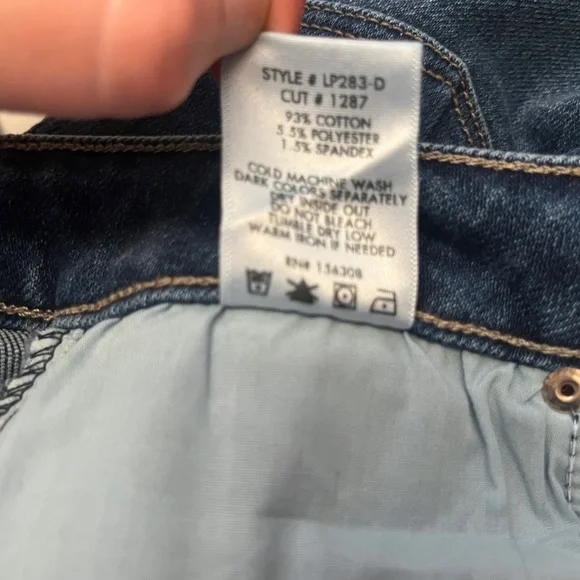 STYLE # LP283-D
CUT # 1287
93% COTTON
5.5% POLYESTER
1.5% SPANDEX
COLD MACHINE WASH
DARK COLORS SEPARATELY
DRY INSIDE OUT
DO NOT BLEACH
TUMBLE DRY LOW
WARM IRON IF NEEDED
RN# 156308